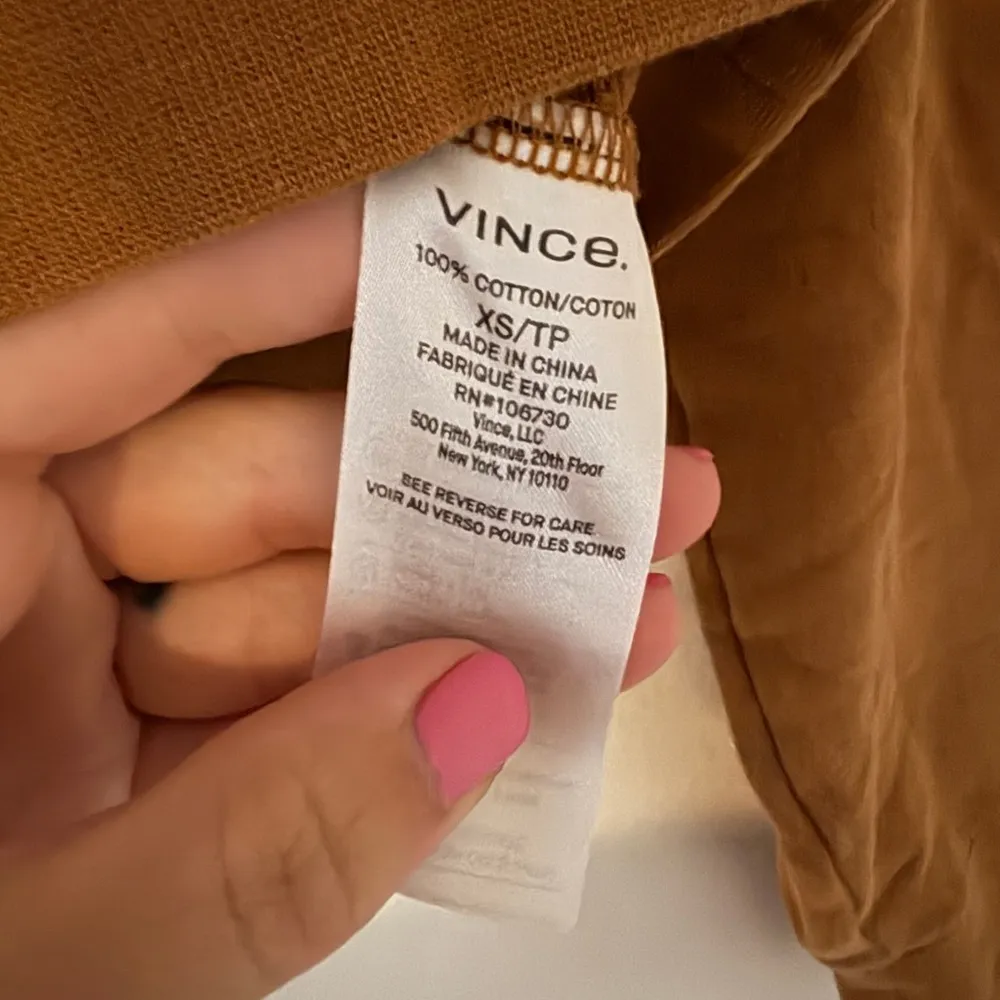 VINCe.
100% COTTON/COTON
XS/TP
MADE IN CHINA
FABRIQUÉ EN CHINE
RN#106730
Vince, LLC
500 Fifth Avenue, 20th Floor
New York, NY 10110
SEE REVERSE FOR CARE
VOIR AU VERSO POUR LES SOINS